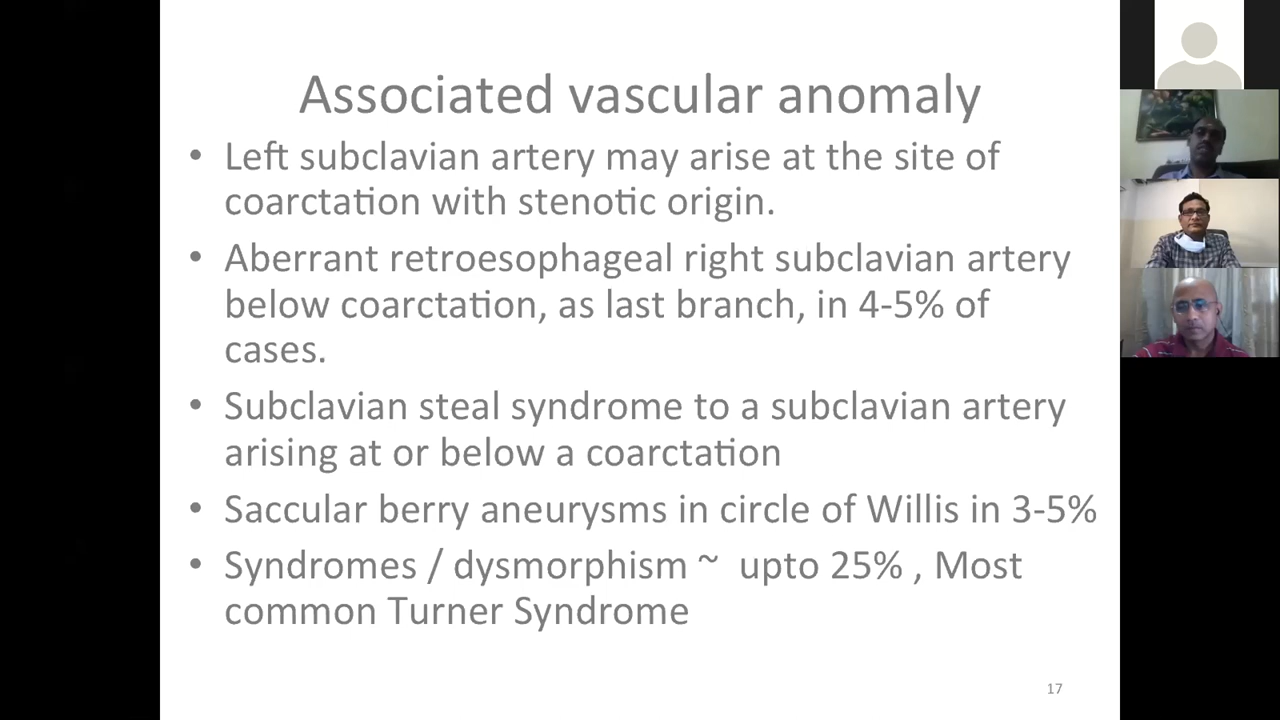 Associated vascular anomaly
• Left subclavian artery may arise at the site of
coarctation with stenotic origin.
• Aberrant retroesophageal right subclavian artery
below coarctation, as last branch, in 4-5% of
cases.
• Subclavian steal syndrome to a subclavian artery
arising at or below a coarctation
• Saccular berry aneurysms in circle of Willis in 3-5%
• Syndromes / dysmorphism ~ upto 25% , Most
common Turner Syndrome
17